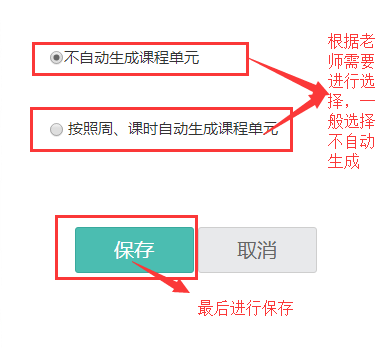 不自动生成课程单元
按照周、课时自动生成课程单元
根据老
师需要
进行选
择，一
般选择
不自动
生成
保存
取消
最后进行保存